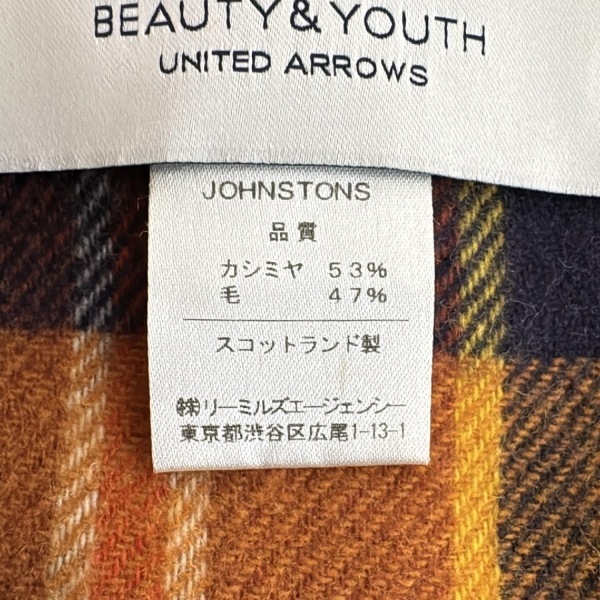 BEAUTY&YOUTH
UNITED ARROWS
JOHNSTONS
品質
カシミヤ 53%
毛 47%
スコットランド製
㈱リーミルズエージェンシー
東京都渋谷区広尾1-13-1